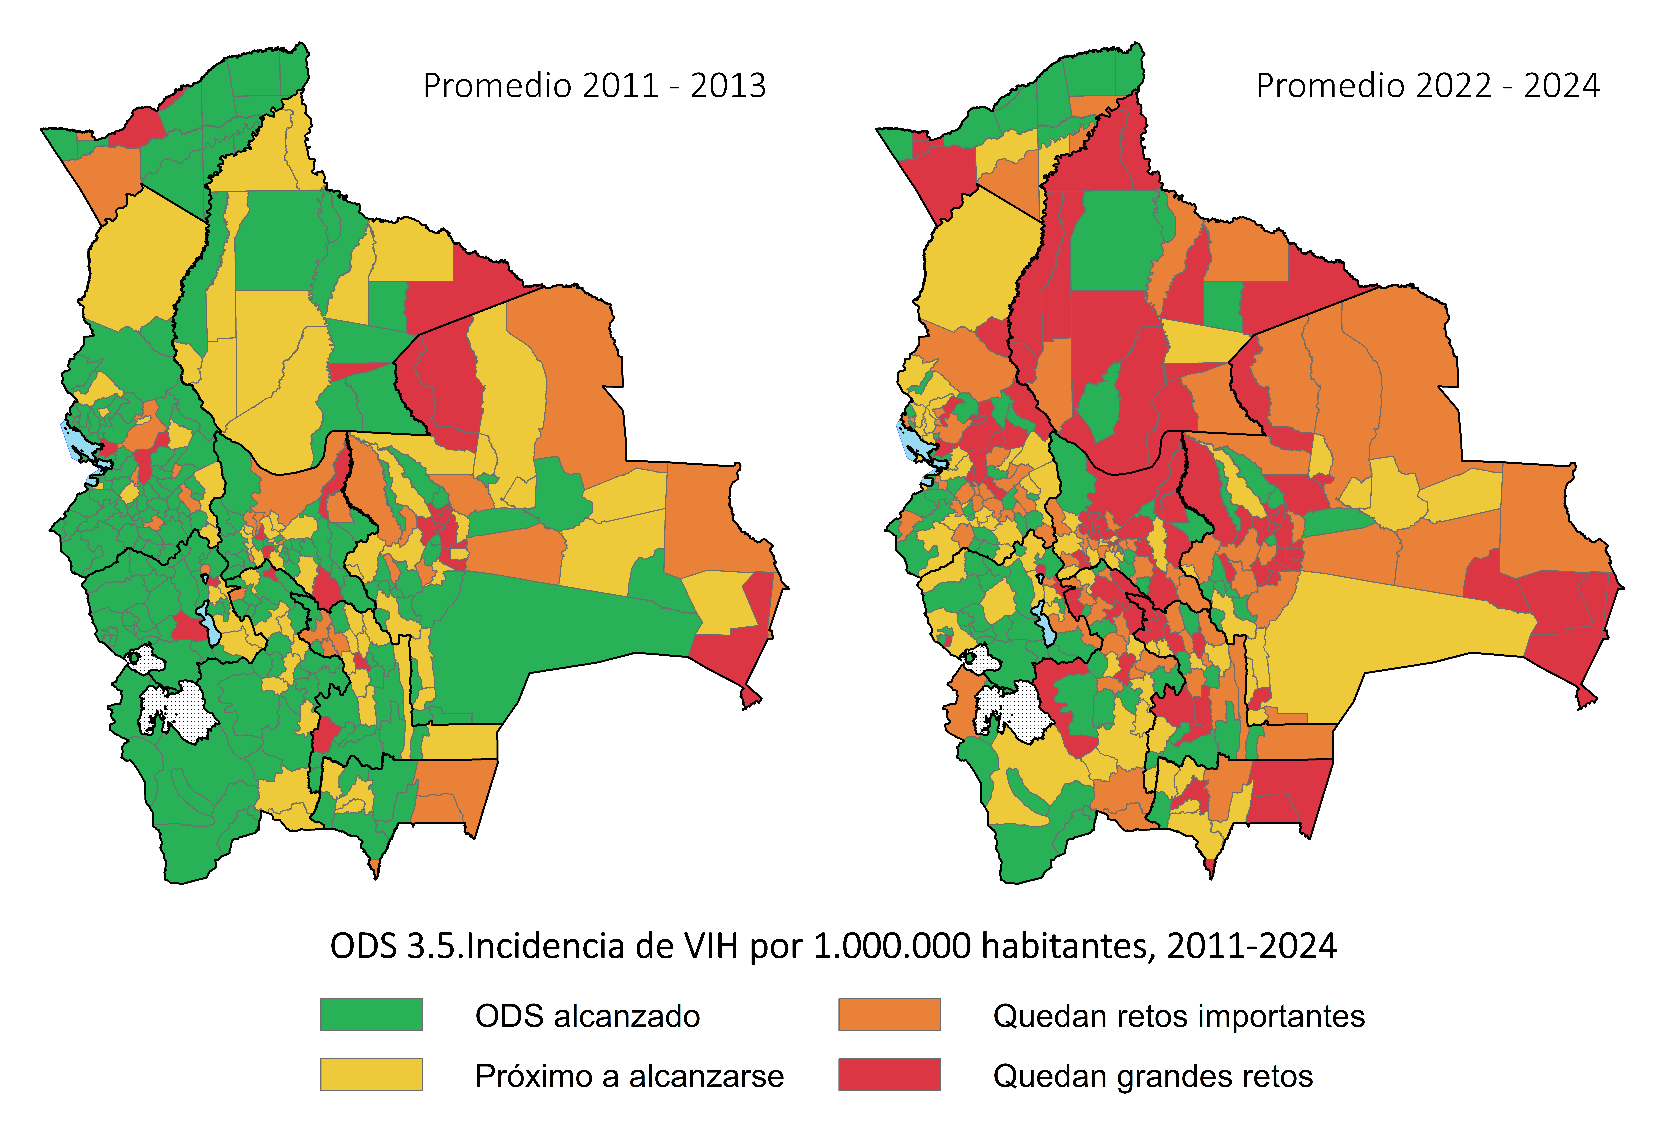 Promedio 2011 - 2013
Promedio 2022 - 2024
ODS 3.5.Incidencia de VIH por 1.000.000 habitantes, 2011-2024
ODS alcanzado
Quedan retos importantes
Próximo a alcanzarse
Quedan grandes retos